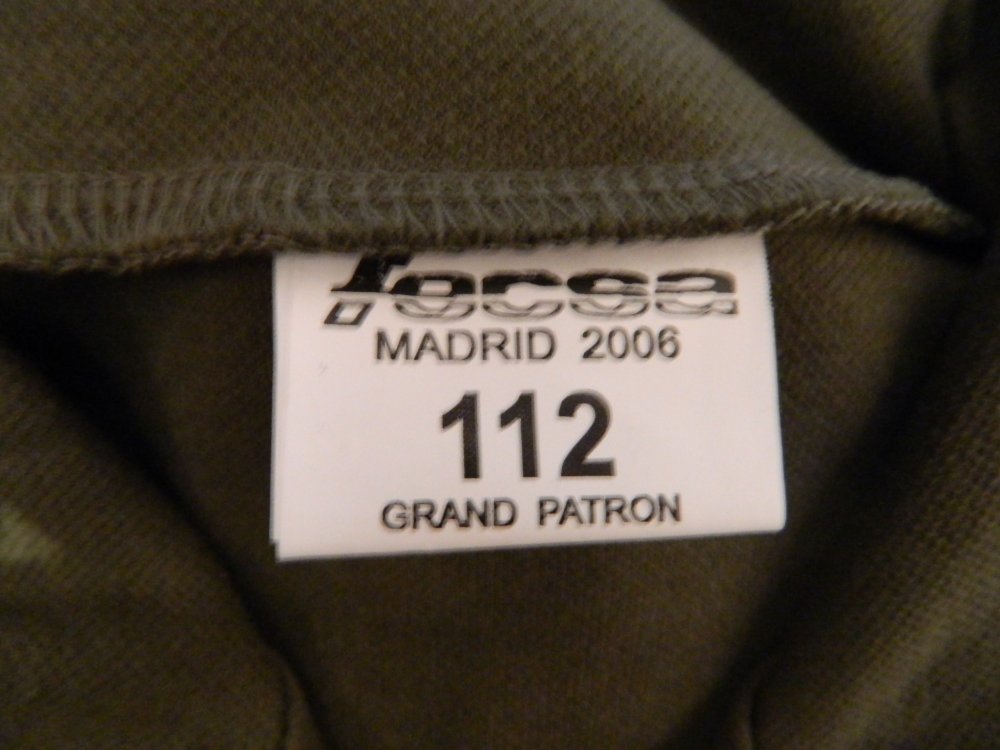 focsa
MADRID 2006
112
GRAND PATRON